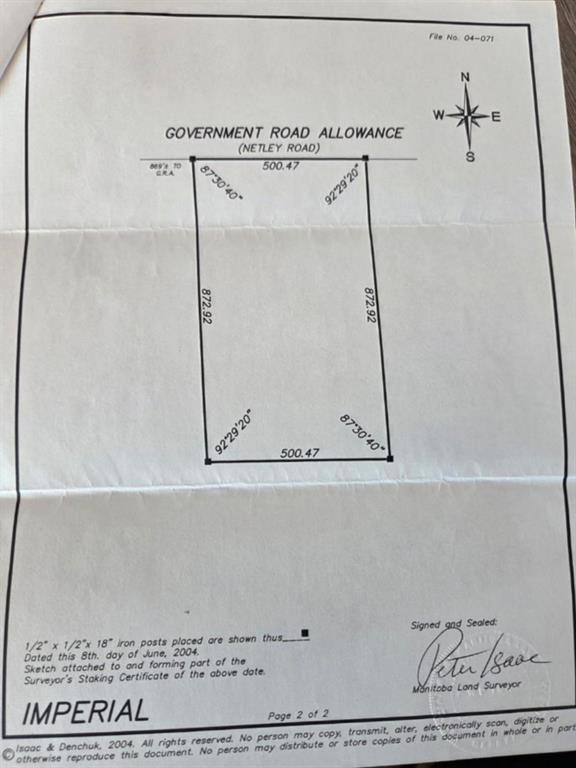 File No. 04-071
N
W E
S
GOVERNMENT ROAD ALLOWANCE
(NETLEY ROAD)
869'± TO
G.R.A.
500.47
87°30'40"
92°29'20"
872.92
872.92
92°29'20"
87°30'40"
500.47
1/2" x 1/2"x 18" iron posts placed are shown thus
Dated this 8th. day of June, 2004.
Sketch attached to and forming part of the
Surveyor's Staking Certificate of the above date.
Signed and Sealed:
Peter Isaac
Manitoba Land Surveyor
IMPERIAL
Page 2 of 2
© Isaac & Denchuk, 2004. All rights reserved. No person may copy, transmit, alter, electronically scan, digitize or
otherwise reproduce this document. No person may distribute or store copies of this document in whole or in part